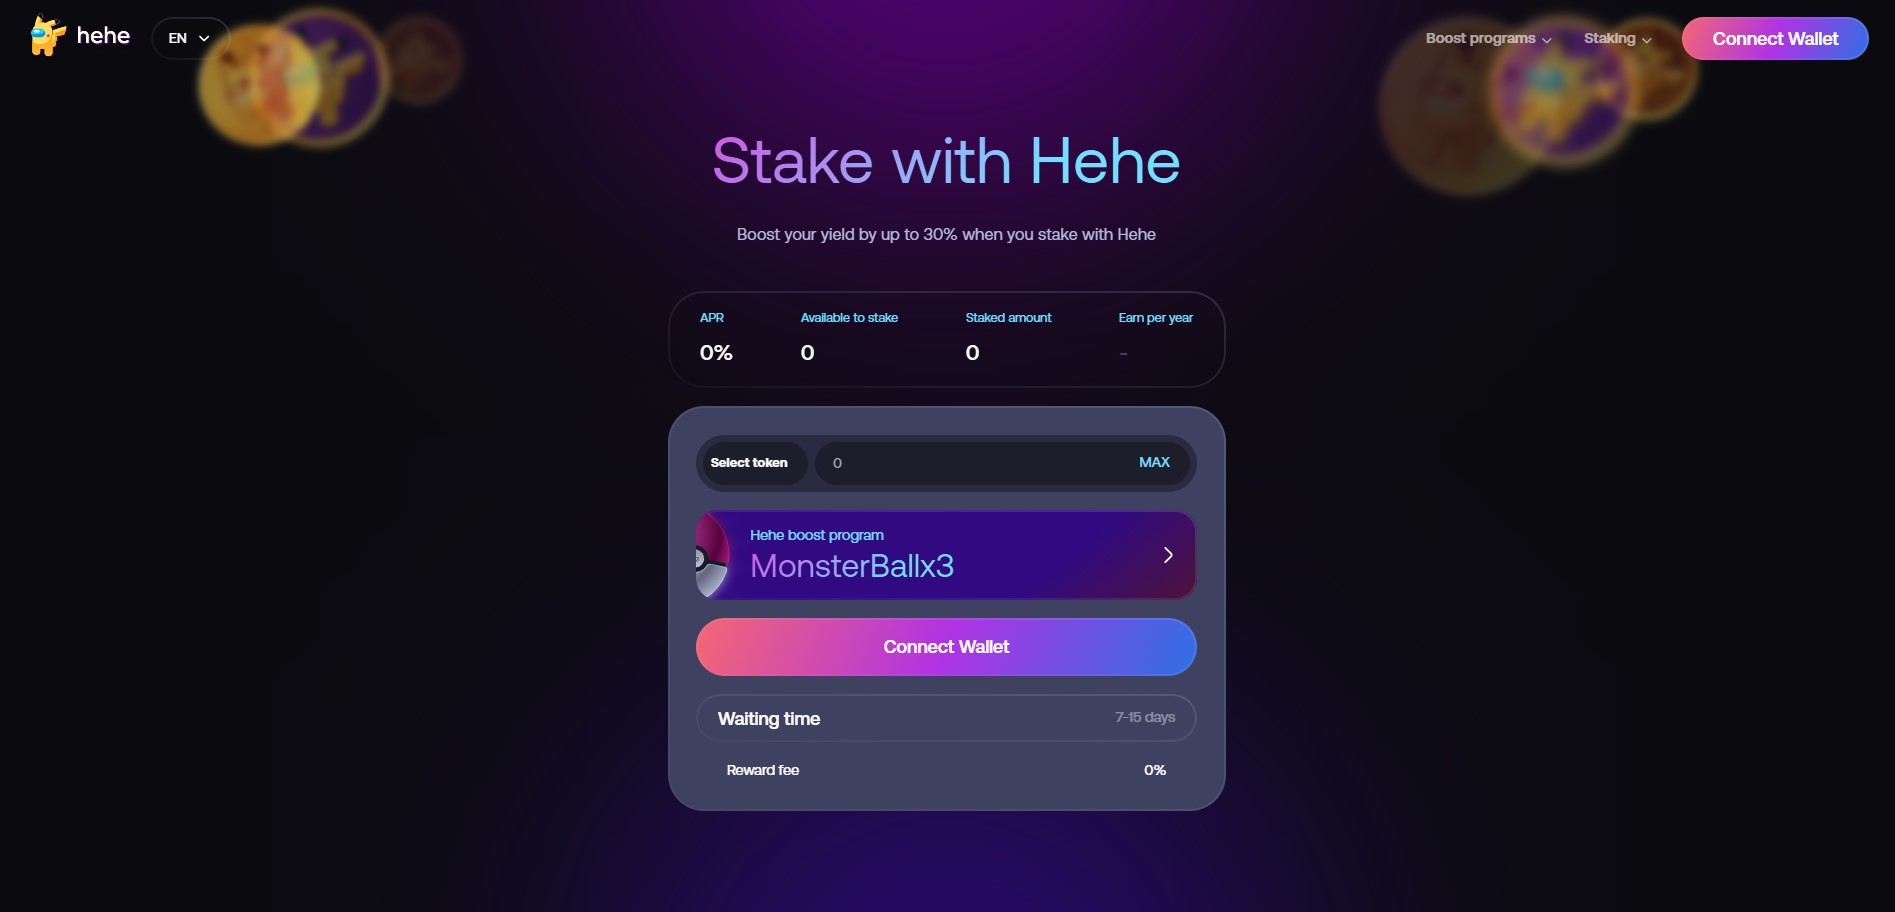 hehe
EN
Boost programs
Staking
Connect Wallet
Stake with Hehe
Boost your yield by up to 30% when you stake with Hehe
APR
Available to stake
Staked amount
Earn per year
0%
0
0
-
Select token
0
MAX
Hehe boost program
MonsterBallx3
Connect Wallet
Waiting time
7-15 days
Reward fee
0%